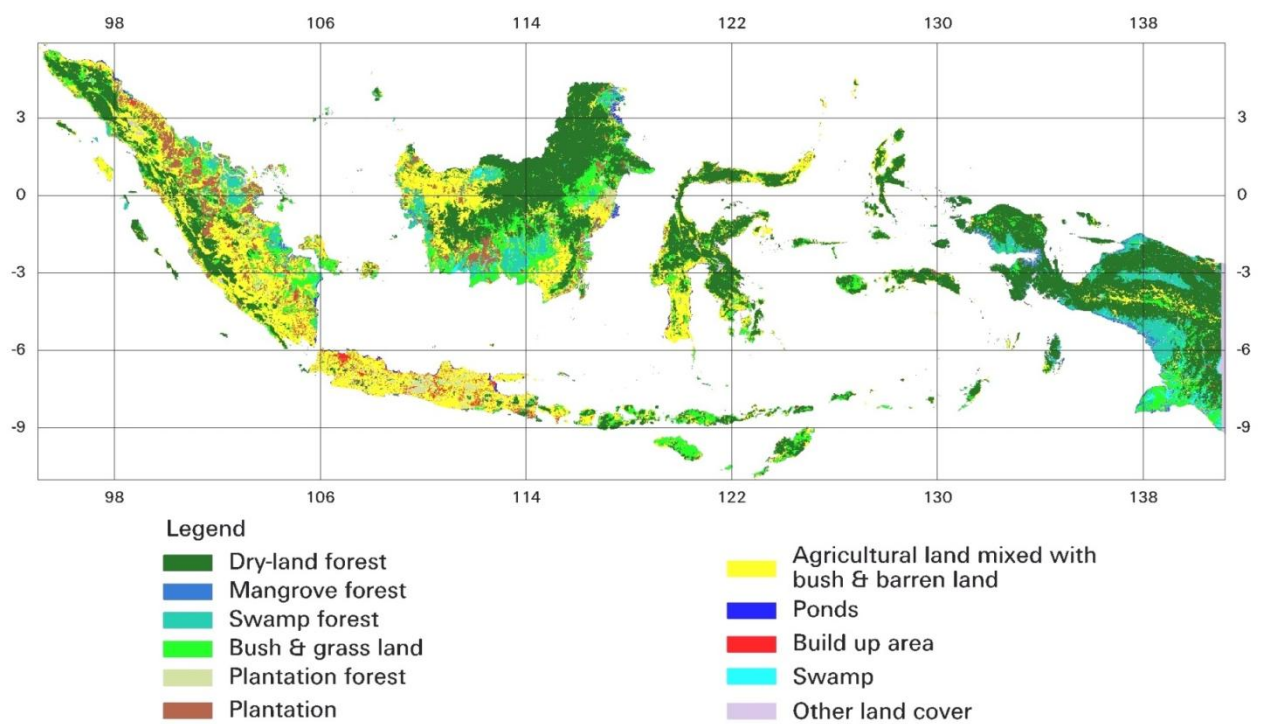 98 106 114 122 130 138
3 3
0 0
-3 -3
-6 -6
-9 -9
98 106 114 122 130 138
Legend
Dry-land forest
Mangrove forest
Swamp forest
Bush & grass land
Plantation forest
Plantation
Agricultural land mixed with
bush & barren land
Ponds
Build up area
Swamp
Other land cover